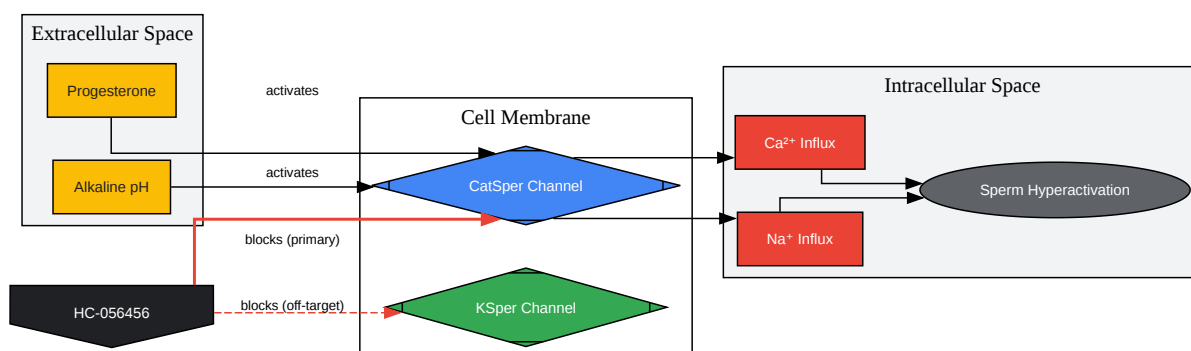 Extracellular Space
Progesterone
Alkaline pH
activates
activates
blocks (primary)
blocks (off-target)
HC-056456
Cell Membrane
CatSper Channel
KSper Channel
Intracellular Space
Ca²⁺ Influx
Na⁺ Influx
Sperm Hyperactivation